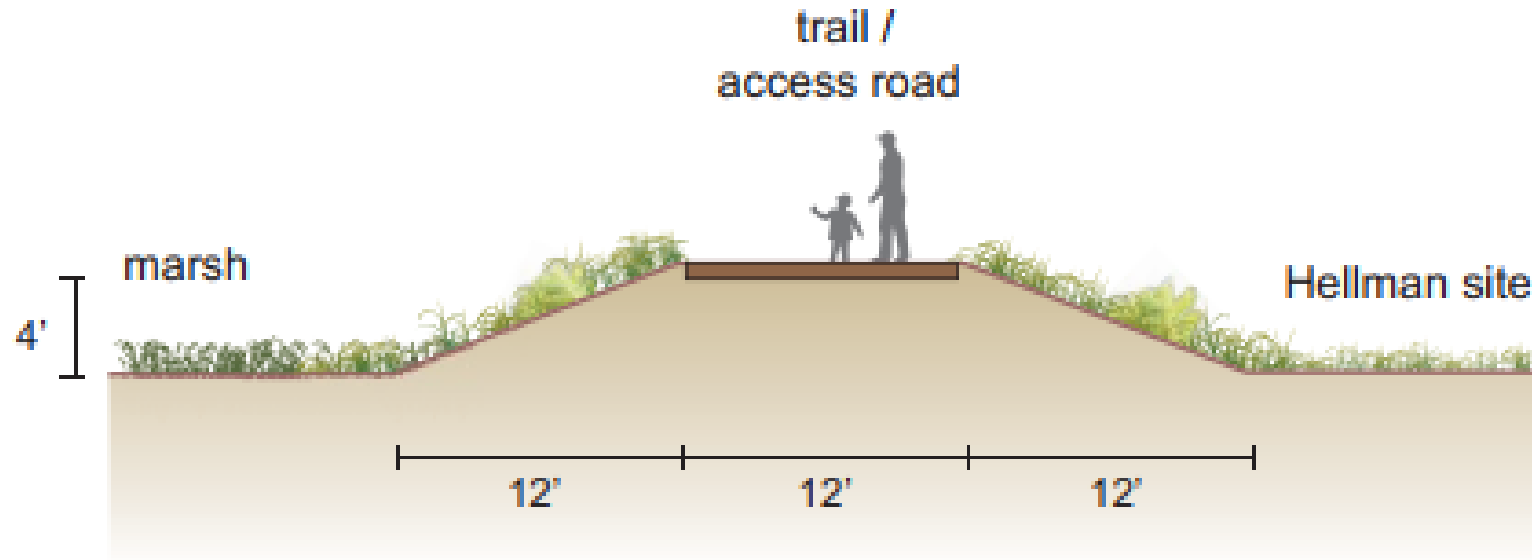 trail /
access road
marsh
Hellman site
4’
12’
12’
12’